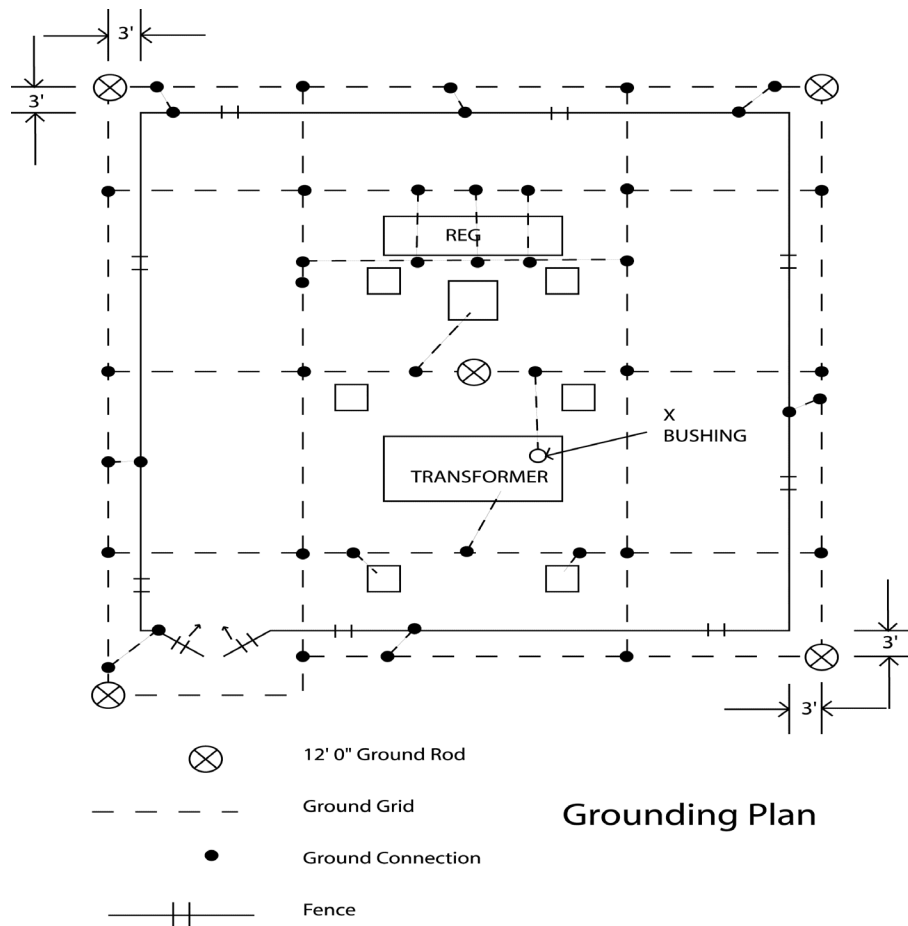 3'
3'
REG
X
BUSHING
TRANSFORMER
3'
3'
12' 0" Ground Rod
Ground Grid
Grounding Plan
Ground Connection
Fence